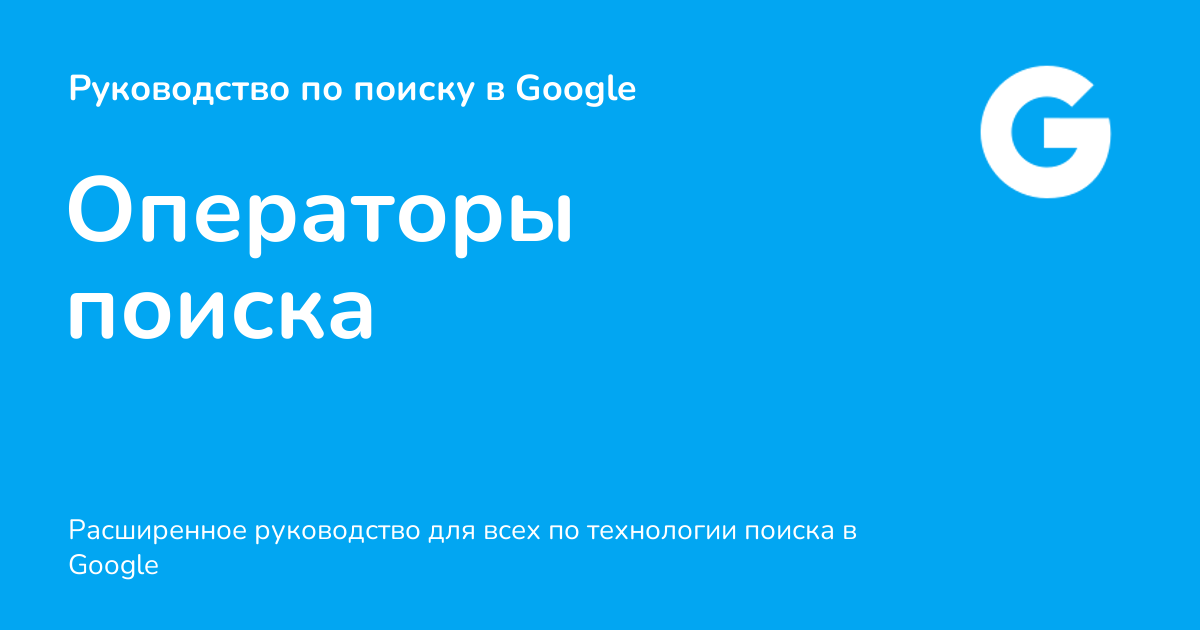 Руководство по поиску в Google
Операторы
поиска
Расширенное руководство для всех по технологии поиска в
Google